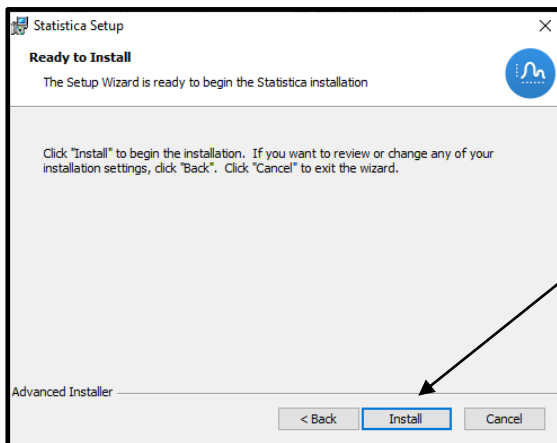 Statistica Setup
Ready to Install
The Setup Wizard is ready to begin the Statistica installation
Click "Install" to begin the installation.  If you want to review or change any of your
installation settings, click "Back".  Click "Cancel" to exit the wizard.
Advanced Installer
< Back Install Cancel